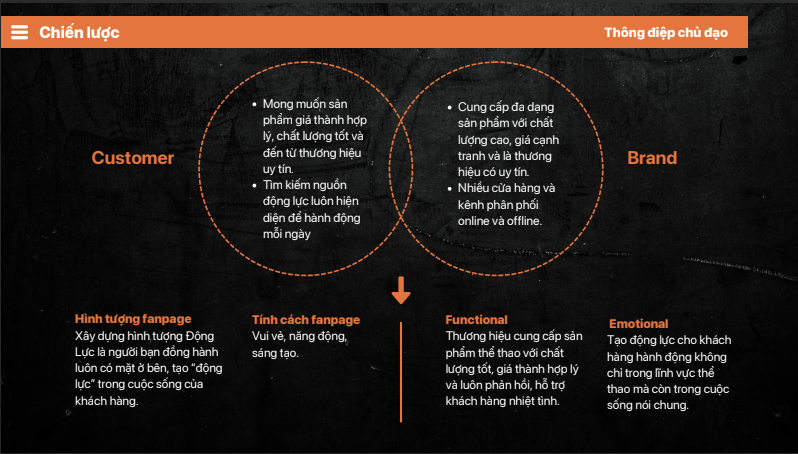 Chiến lược
Thông điệp chủ đạo
Customer
• Mong muốn sản
phẩm giá thành hợp
lý, chất lượng tốt và
đến từ thương hiệu
uy tín.
• Tìm kiếm nguồn
động lực luôn hiện
diện để hành động
mỗi ngày
• Cung cấp đa dạng
sản phẩm với chất
lượng cao, giá cạnh
tranh và là thương
hiệu có uy tín.
• Nhiều cửa hàng và
kênh phân phối
online và offline.
Brand
Hình tượng fanpage
Xây dựng hình tượng Động
Lực là người bạn đồng hành
luôn có mặt ở bên, tạo “động
lực” trong cuộc sống của
khách hàng.
Tính cách fanpage
Vui vẻ, năng động,
sáng tạo.
Functional
Thương hiệu cung cấp sản
phẩm thể thao với chất
lượng tốt, giá thành hợp lý
và luôn phản hồi, hỗ trợ
khách hàng nhiệt tình.
Emotional
Tạo động lực cho khách
hàng hành động không
chỉ trong lĩnh vực thể
thao mà còn trong cuộc
sống nói chung.